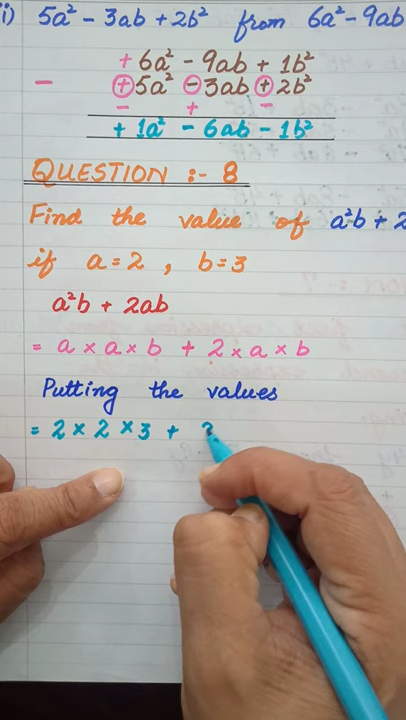 i) 5a² - 3ab + 2b² from 6a² - 9ab
+ 6a² - 9ab + 1b²
- + 5a² - 3ab + 2b²
- + -
+ 1a² - 6ab - 1b²
QUESTION :- 8
Find the value of a²b + 2
if a = 2 , b = 3
a²b + 2ab
= a × a × b + 2 × a × b
Putting the values
= 2 × 2 × 3 +